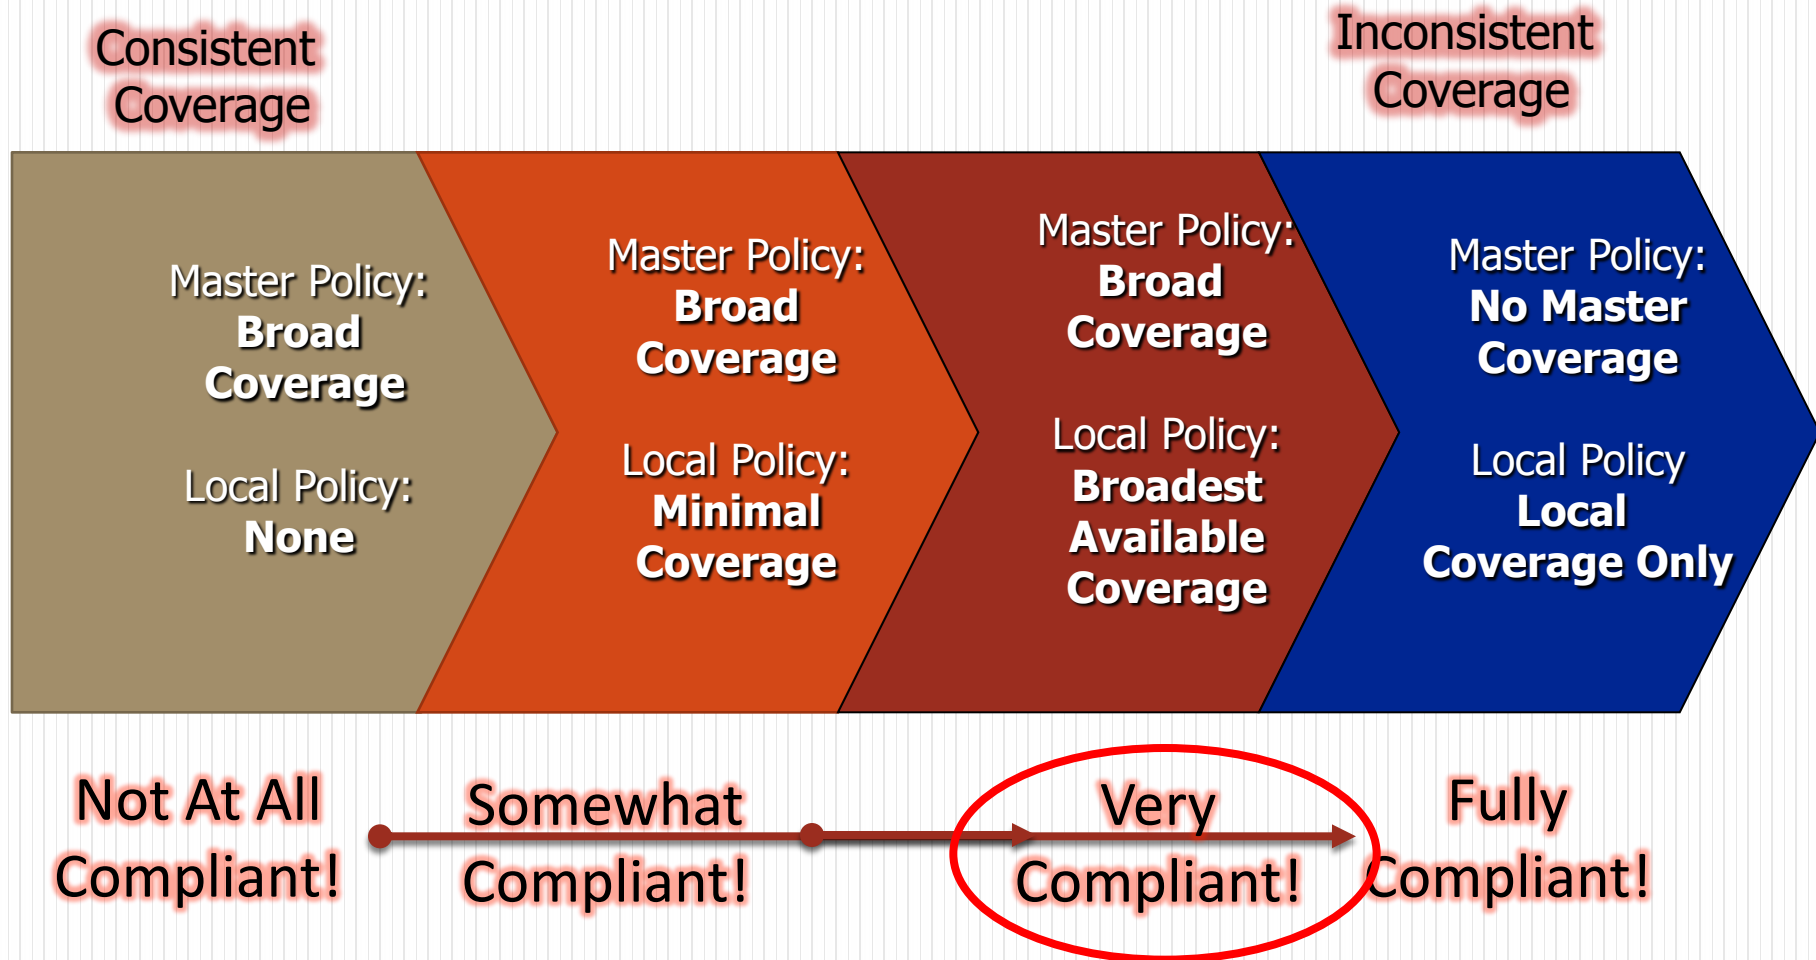 Consistent
Coverage
Inconsistent
Coverage
Master Policy:
Broad
Coverage
Local Policy:
None
Master Policy:
Broad
Coverage
Local Policy:
Minimal
Coverage
Master Policy:
Broad
Coverage
Local Policy:
Broadest
Available
Coverage
Master Policy:
No Master
Coverage
Local Policy
Local
Coverage Only
Not At All
Compliant!
Somewhat
Compliant!
Very
Compliant!
Fully
Compliant!